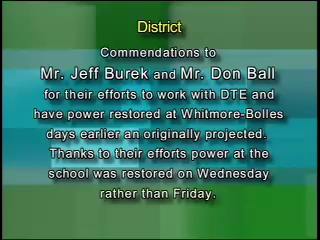 District
Commendations to
Mr. Jeff Burek and Mr. Don Ball
for their efforts to work with DTE and
have power restored at Whitmore-Bolles
days earlier an originally projected.
Thanks to their efforts power at the
school was restored on Wednesday
rather than Friday.